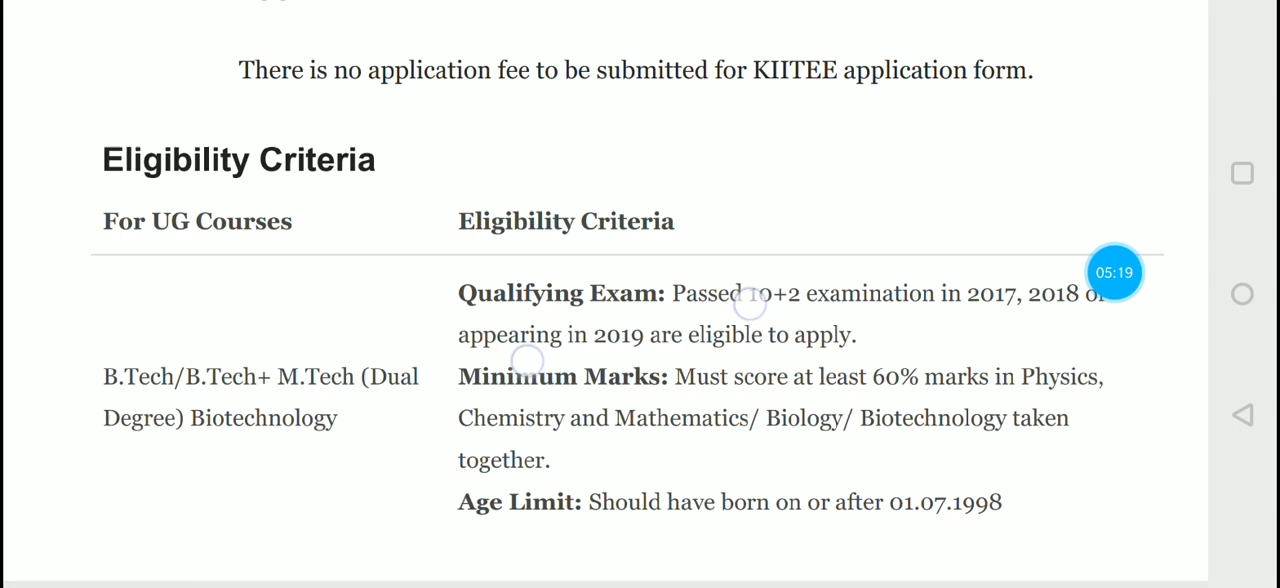 There is no application fee to be submitted for KIITEE application form.
Eligibility Criteria
For UG Courses
Eligibility Criteria
05:19
Qualifying Exam: Passed 10+2 examination in 2017, 2018 or
appearing in 2019 are eligible to apply.
B.Tech/B.Tech+ M.Tech (Dual
Degree) Biotechnology
Minimum Marks: Must score at least 60% marks in Physics,
Chemistry and Mathematics/ Biology/ Biotechnology taken
together.
Age Limit: Should have born on or after 01.07.1998